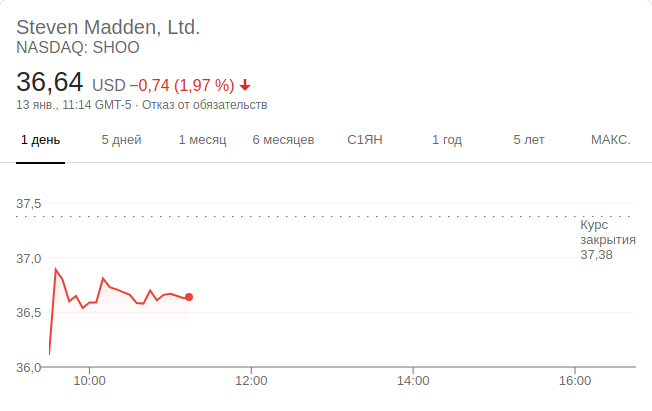 Steven Madden, Ltd.
NASDAQ: SHOO
36,64 USD −0,74 (1,97 %)
13 янв., 11:14 GMT-5 · Отказ от обязательств
1 день 5 дней 1 месяц 6 месяцев С1ЯН 1 год 5 лет МАКС.
37,5
Курс
закрытия
37,38
37,0
36,5
36,0
10:00 12:00 14:00 16:00